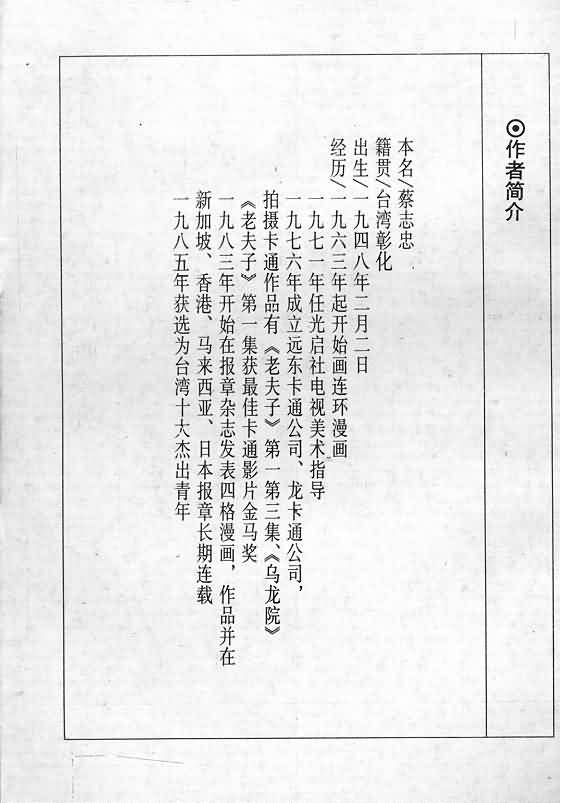 ⊙作者简介
本名/蔡志忠
籍贯/台湾彰化
出生/一九四八年二月二日
经历/一九六三年起开始画连环漫画
一九七一年任光启社电视美术指导
一九七六年成立远东卡通公司、龙卡通公司，
拍摄卡通作品有《老夫子》第一第三集、《乌龙院》
《老夫子》第一集获最佳卡通影片金马奖
一九八三年开始在报章杂志发表四格漫画，作品并在
新加坡、香港、马来西亚、日本报章长期连载
一九八五年获选为台湾十大杰出青年